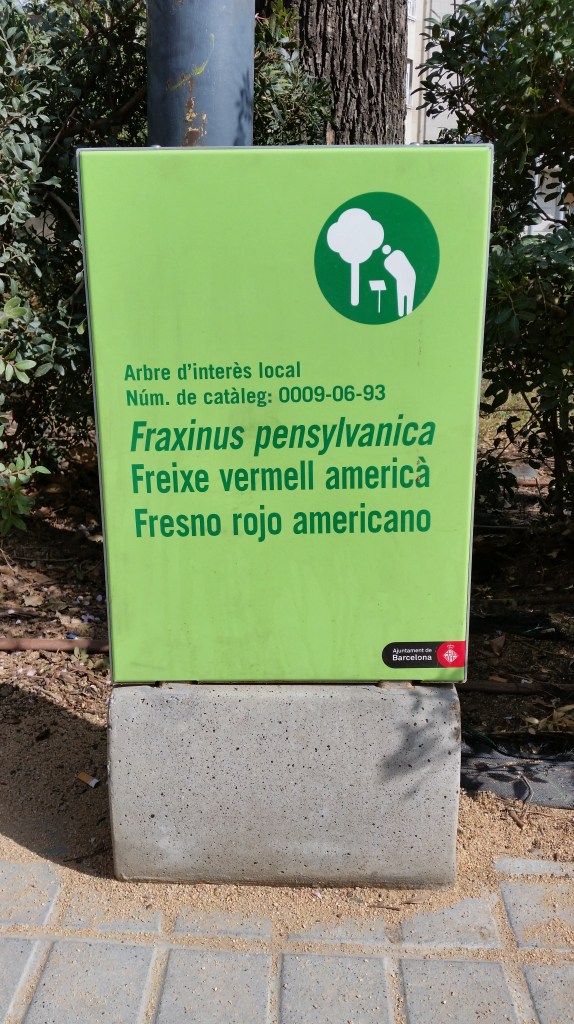 Arbre d'interès local
Núm. de catàleg: 0009-06-93
Fraxinus pensylvanica
Freixe vermell americà
Fresno rojo americano
Ajuntament de
Barcelona